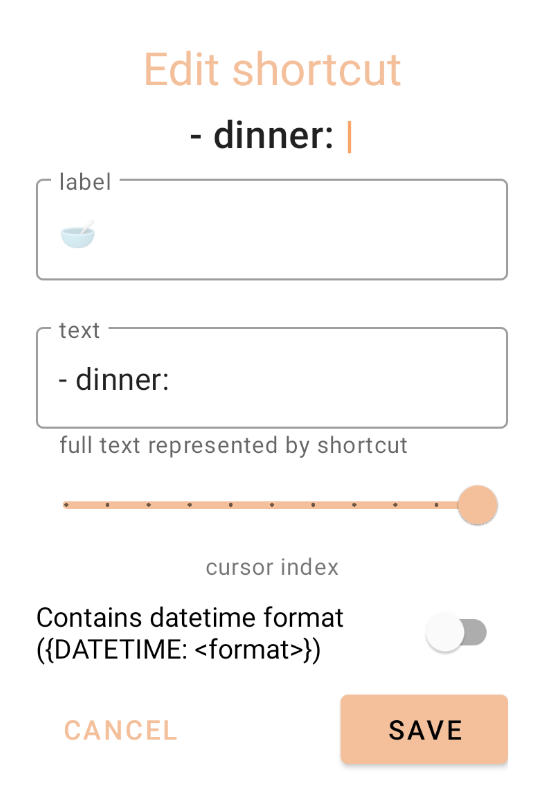 Edit shortcut
- dinner: |
label
🥣
text
- dinner:
full text represented by shortcut
cursor index
Contains datetime format
({DATETIME: <format>})
CANCEL
SAVE